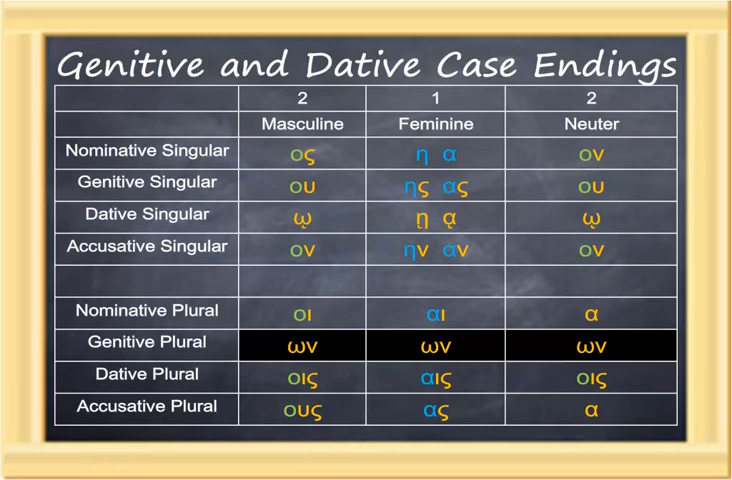 Genitive and Dative Case Endings
2 1 2
Masculine Feminine Neuter
Nominative Singular ος η α ον
Genitive Singular ου ης ας ου
Dative Singular ῳ ῃ ᾳ ῳ
Accusative Singular ον ην αν ον
Nominative Plural οι αι α
Genitive Plural ων ων ων
Dative Plural οις αις οις
Accusative Plural ους ας α